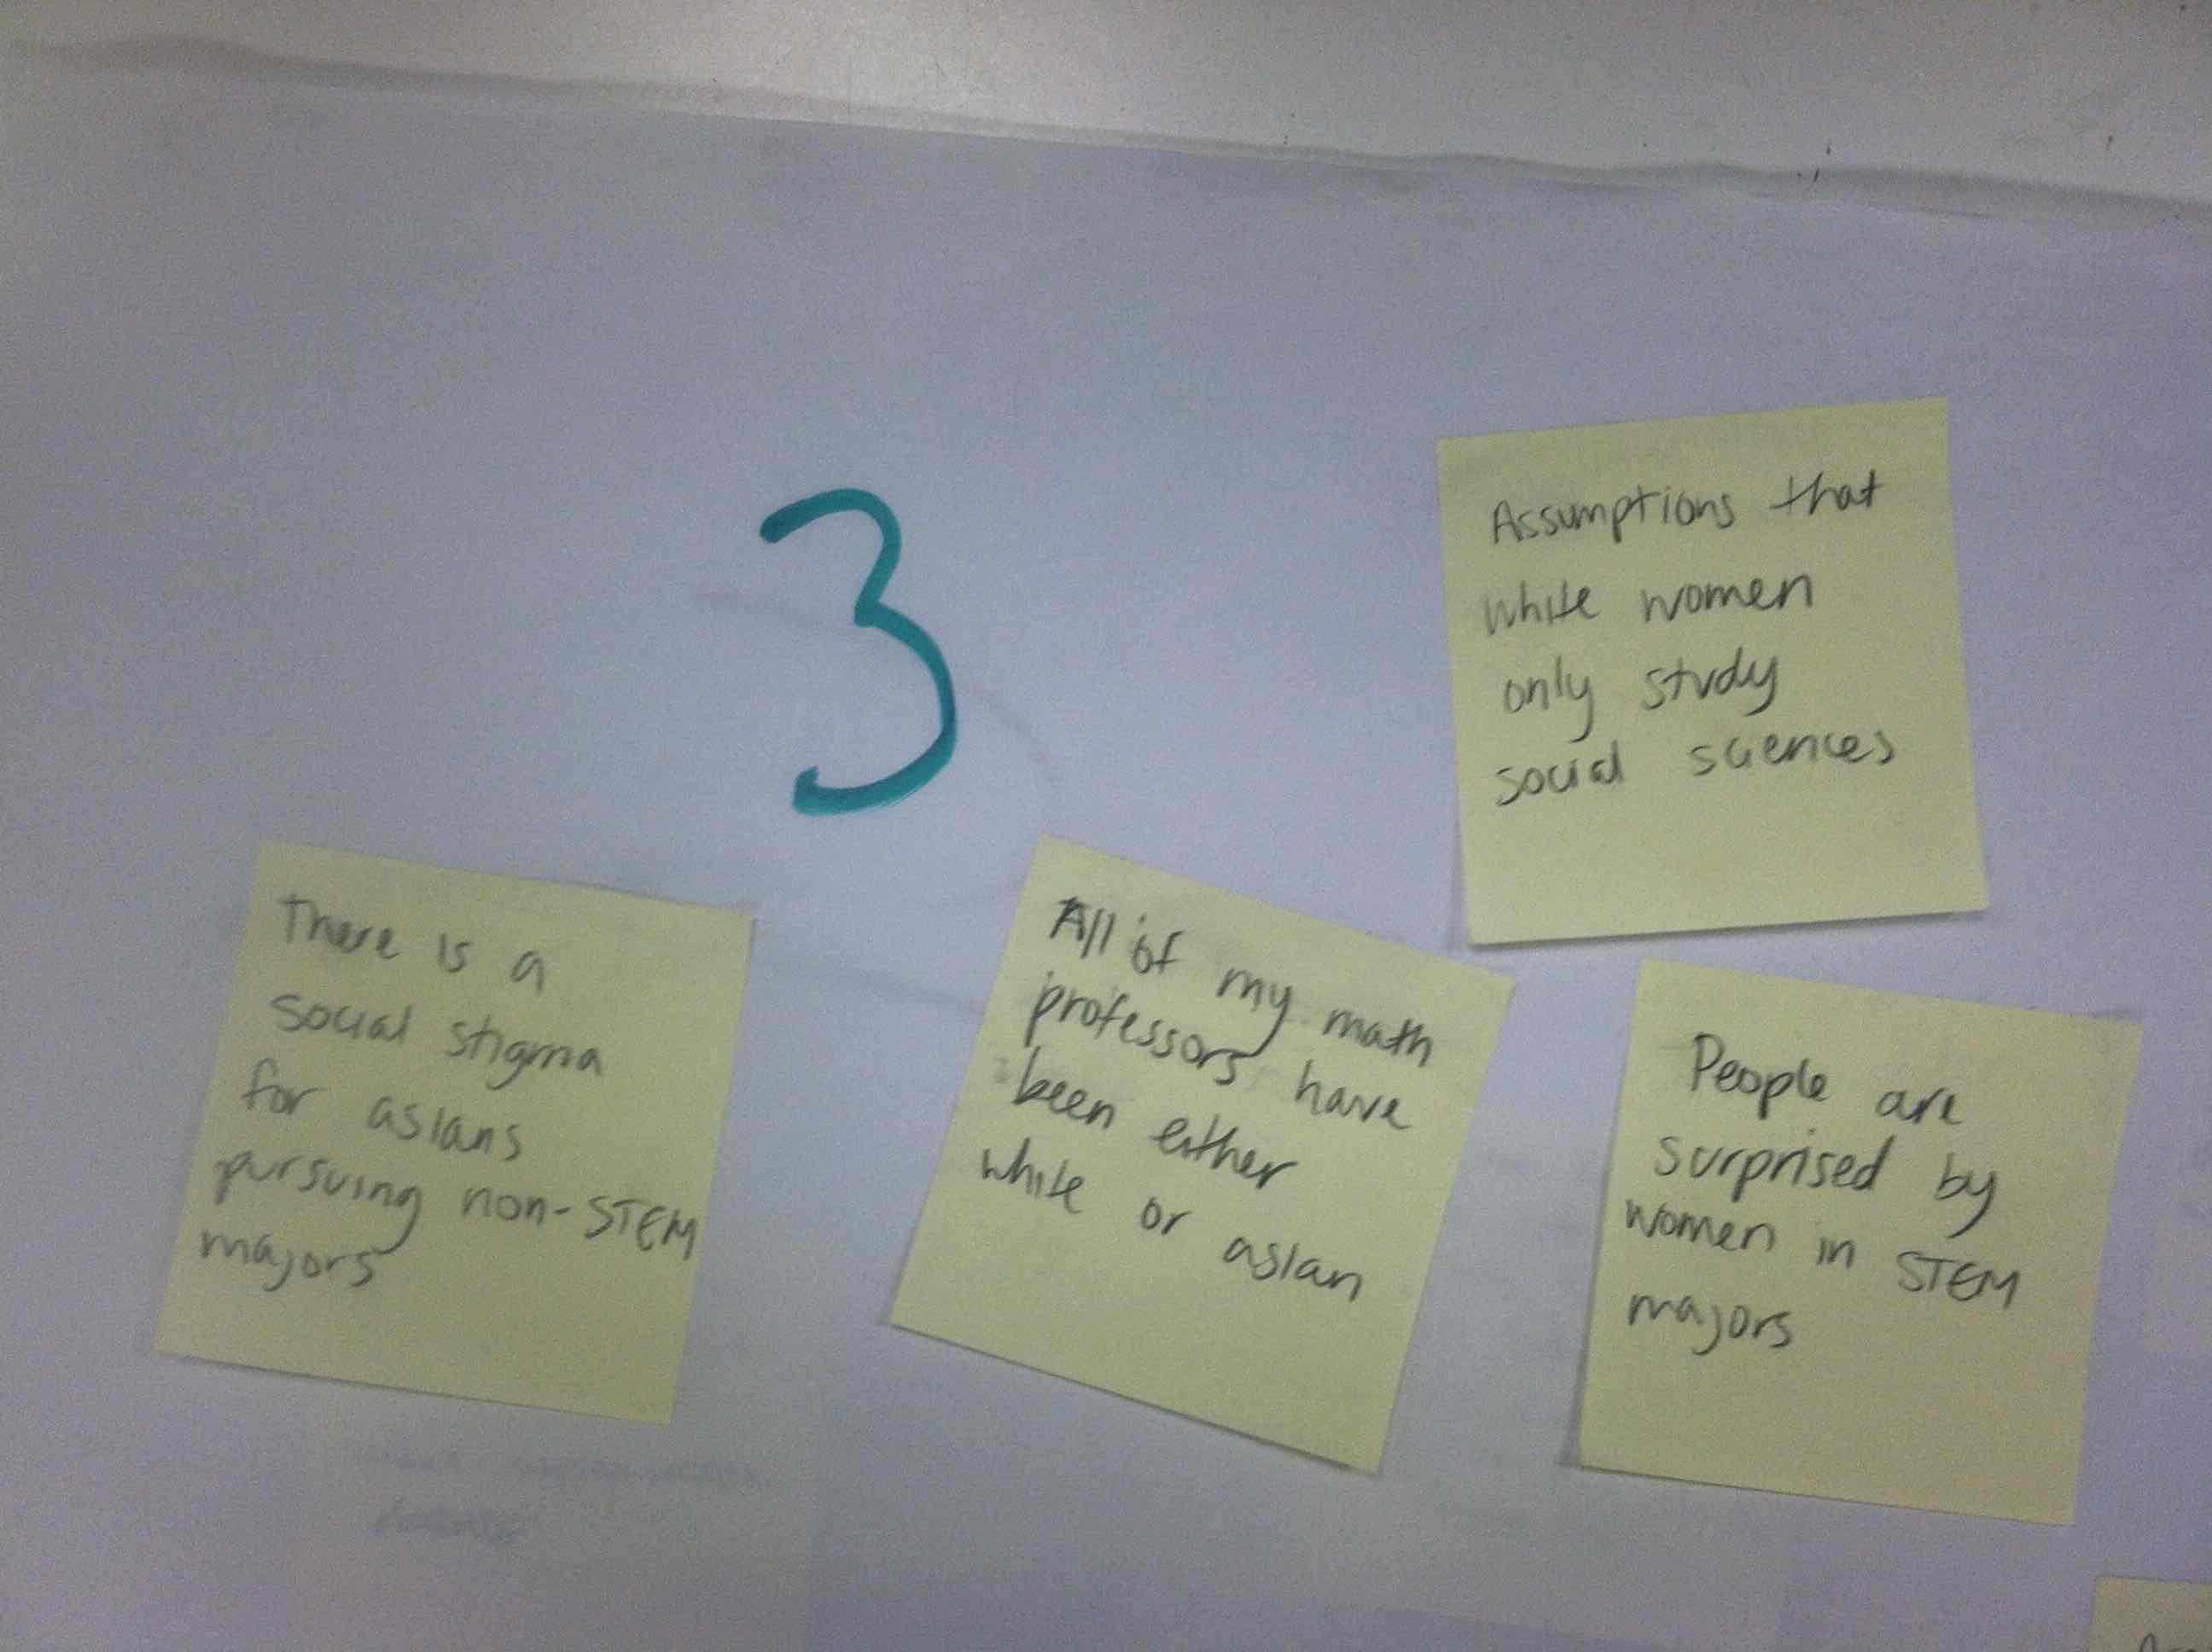 3
Assumptions that
white women
only study
social sciences
There is a
social stigma
for asians
pursuing non-STEM
majors
All of my math
professors have
been either
white or asian
People are
surprised by
women in STEM
majors